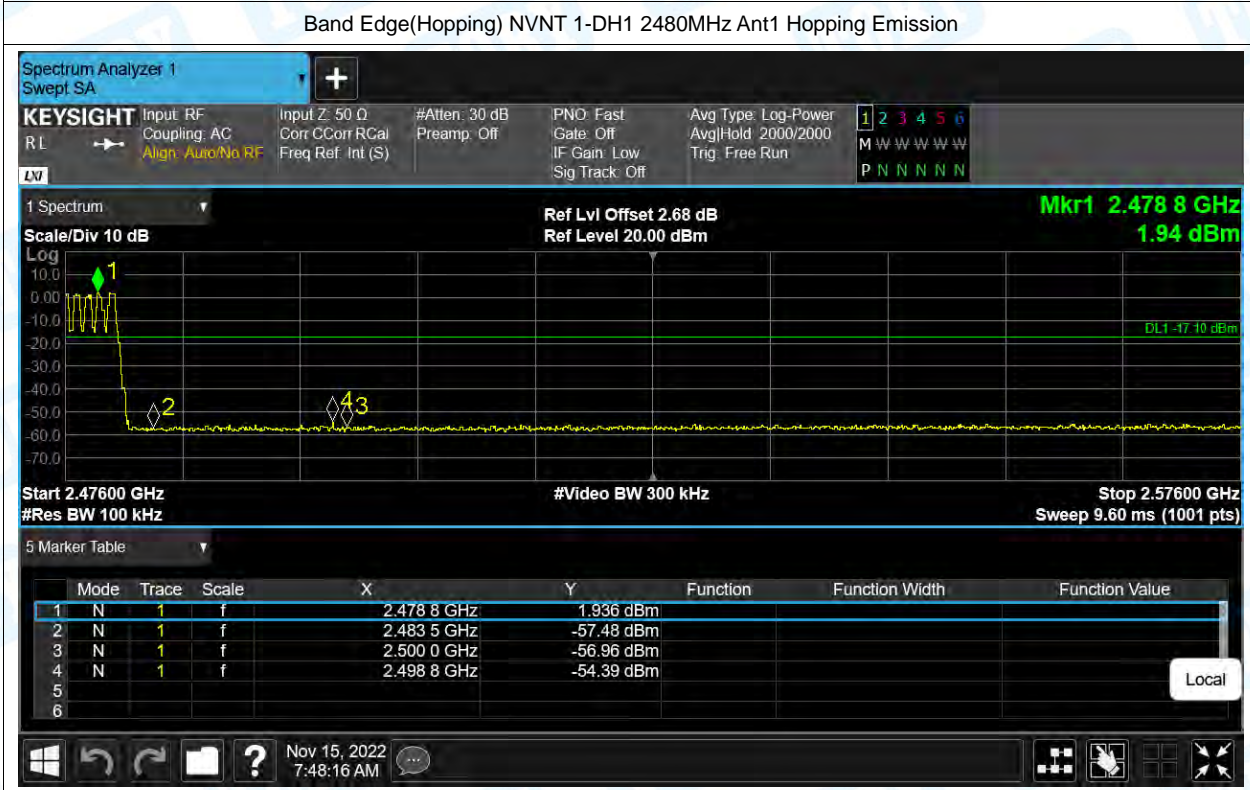 Band Edge(Hopping) NVNT 1-DH1 2480MHz Ant1 Hopping Emission
Spectrum Analyzer 1
Swept SA
+
KEYSIGHT
RL
LXI
Input: RF
Coupling: AC
Align: Auto/No RF
Input Z: 50 Ω
Corr CCorr RCal
Freq Ref: Int (S)
#Atten: 30 dB
Preamp: Off
PNO: Fast
Gate: Off
IF Gain: Low
Sig Track: Off
Avg Type: Log-Power
Avg|Hold: 2000/2000
Trig: Free Run
1 2 3 4 5 6
M W W W W W
P N N N N N
1 Spectrum
Scale/Div 10 dB
Ref Lvl Offset 2.68 dB
Ref Level 20.00 dBm
Mkr1 2.478 8 GHz
1.94 dBm
Log
10.0
0.00
-10.0
-20.0
-30.0
-40.0
-50.0
-60.0
-70.0
1
2
4
3
DL1 -17.10 dBm
Start 2.47600 GHz
#Res BW 100 kHz
#Video BW 300 kHz
Stop 2.57600 GHz
Sweep 9.60 ms (1001 pts)
5 Marker Table
Mode Trace Scale X Y Function Function Width Function Value
1 N 1 f 2.478 8 GHz 1.936 dBm
2 N 1 f 2.483 5 GHz -57.48 dBm
3 N 1 f 2.500 0 GHz -56.96 dBm
4 N 1 f 2.498 8 GHz -54.39 dBm
5
6
Local
?
Nov 15, 2022
7:48:16 AM